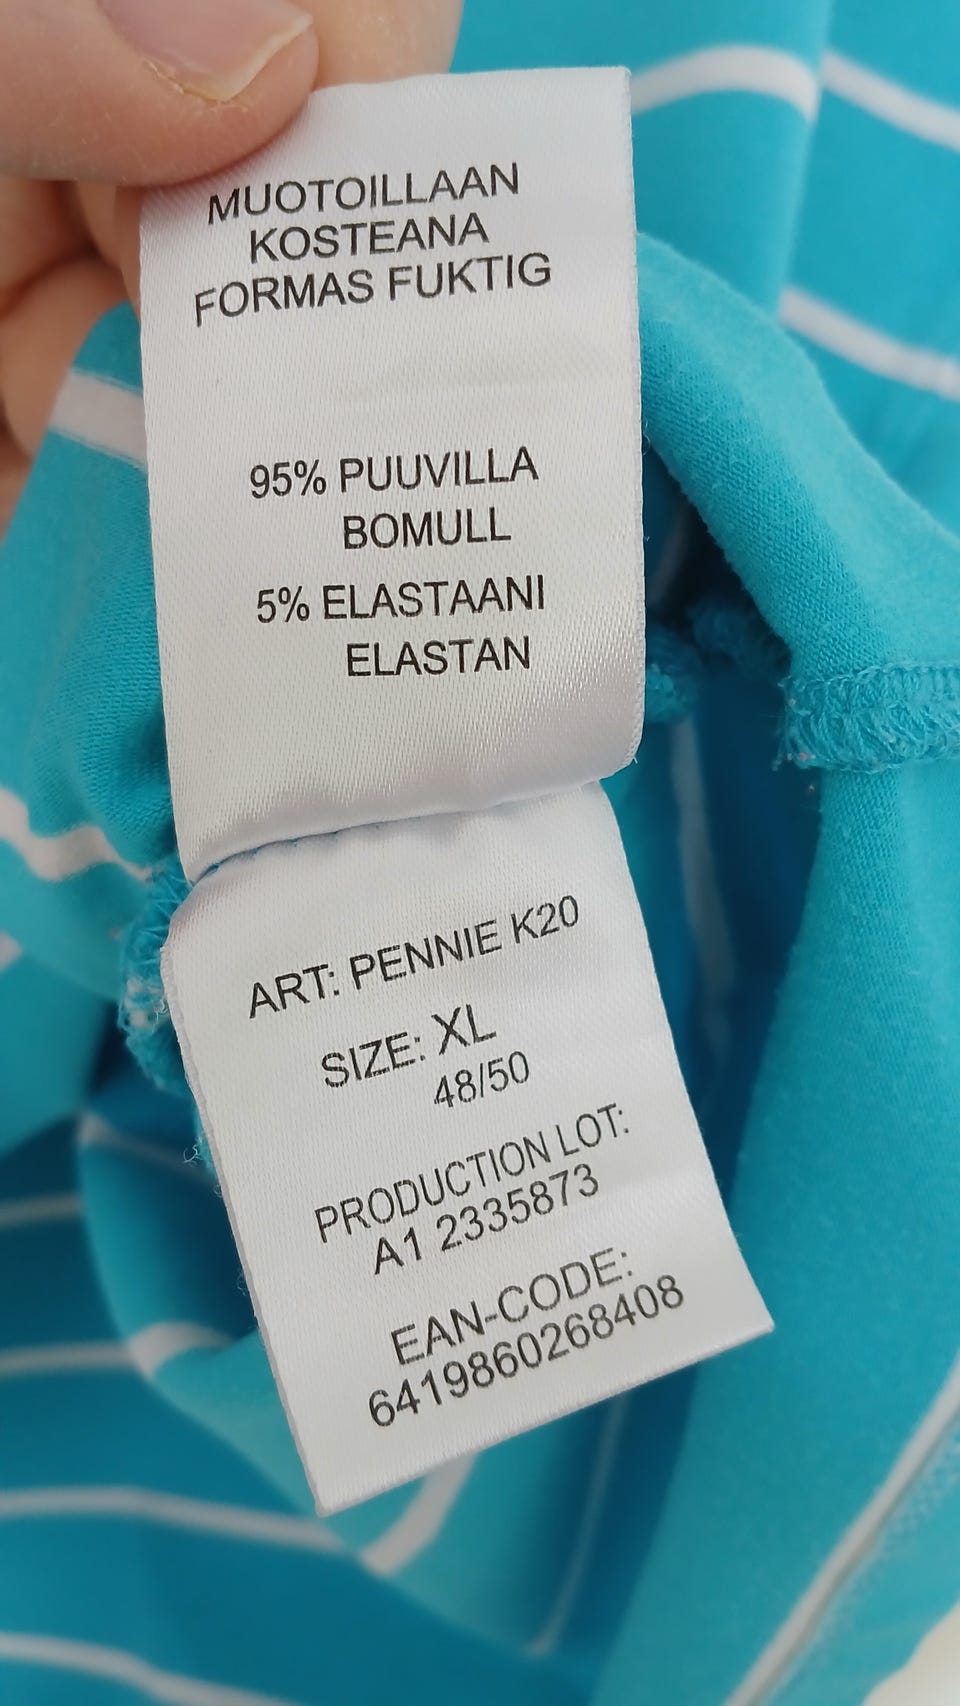 MUOTOILLAAN
KOSTEANA
FORMAS FUKTIG
95% PUUVILLA
BOMULL
5% ELASTAANI
ELASTAN
ART: PENNIE K20
SIZE: XL
48/50
PRODUCTION LOT:
A1 2335873
EAN-CODE:
6419860268408